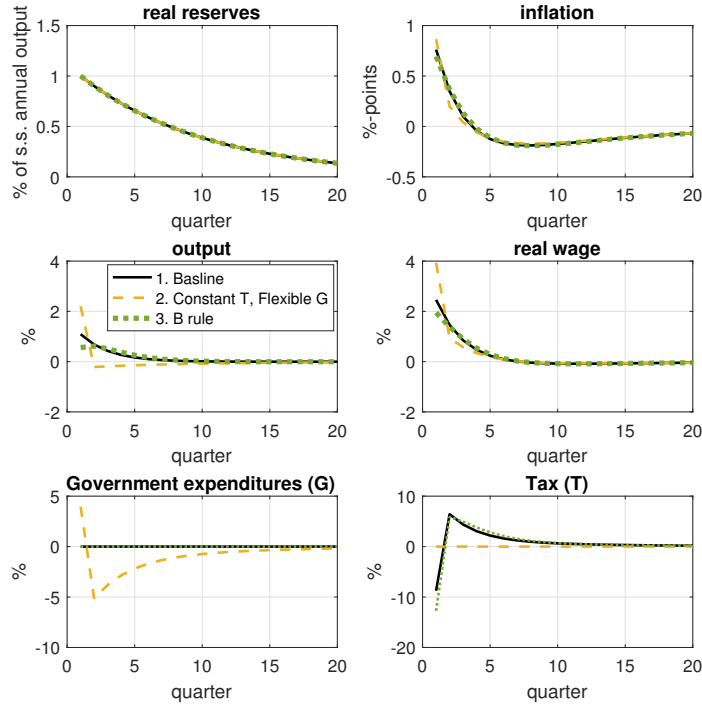 real reserves
% of s.s. annual output
1.5
1
0.5
0
0 5 10 15 20
quarter
inflation
%-points
1
0.5
0
-0.5
0 5 10 15 20
quarter
output
%
4
2
0
-2
1. Basline
2. Constant T, Flexible G
3. B rule
0 5 10 15 20
quarter
real wage
%
4
2
0
-2
0 5 10 15 20
quarter
Government expenditures (G)
%
5
0
-5
-10
0 5 10 15 20
quarter
Tax (T)
%
10
0
-10
-20
0 5 10 15 20
quarter